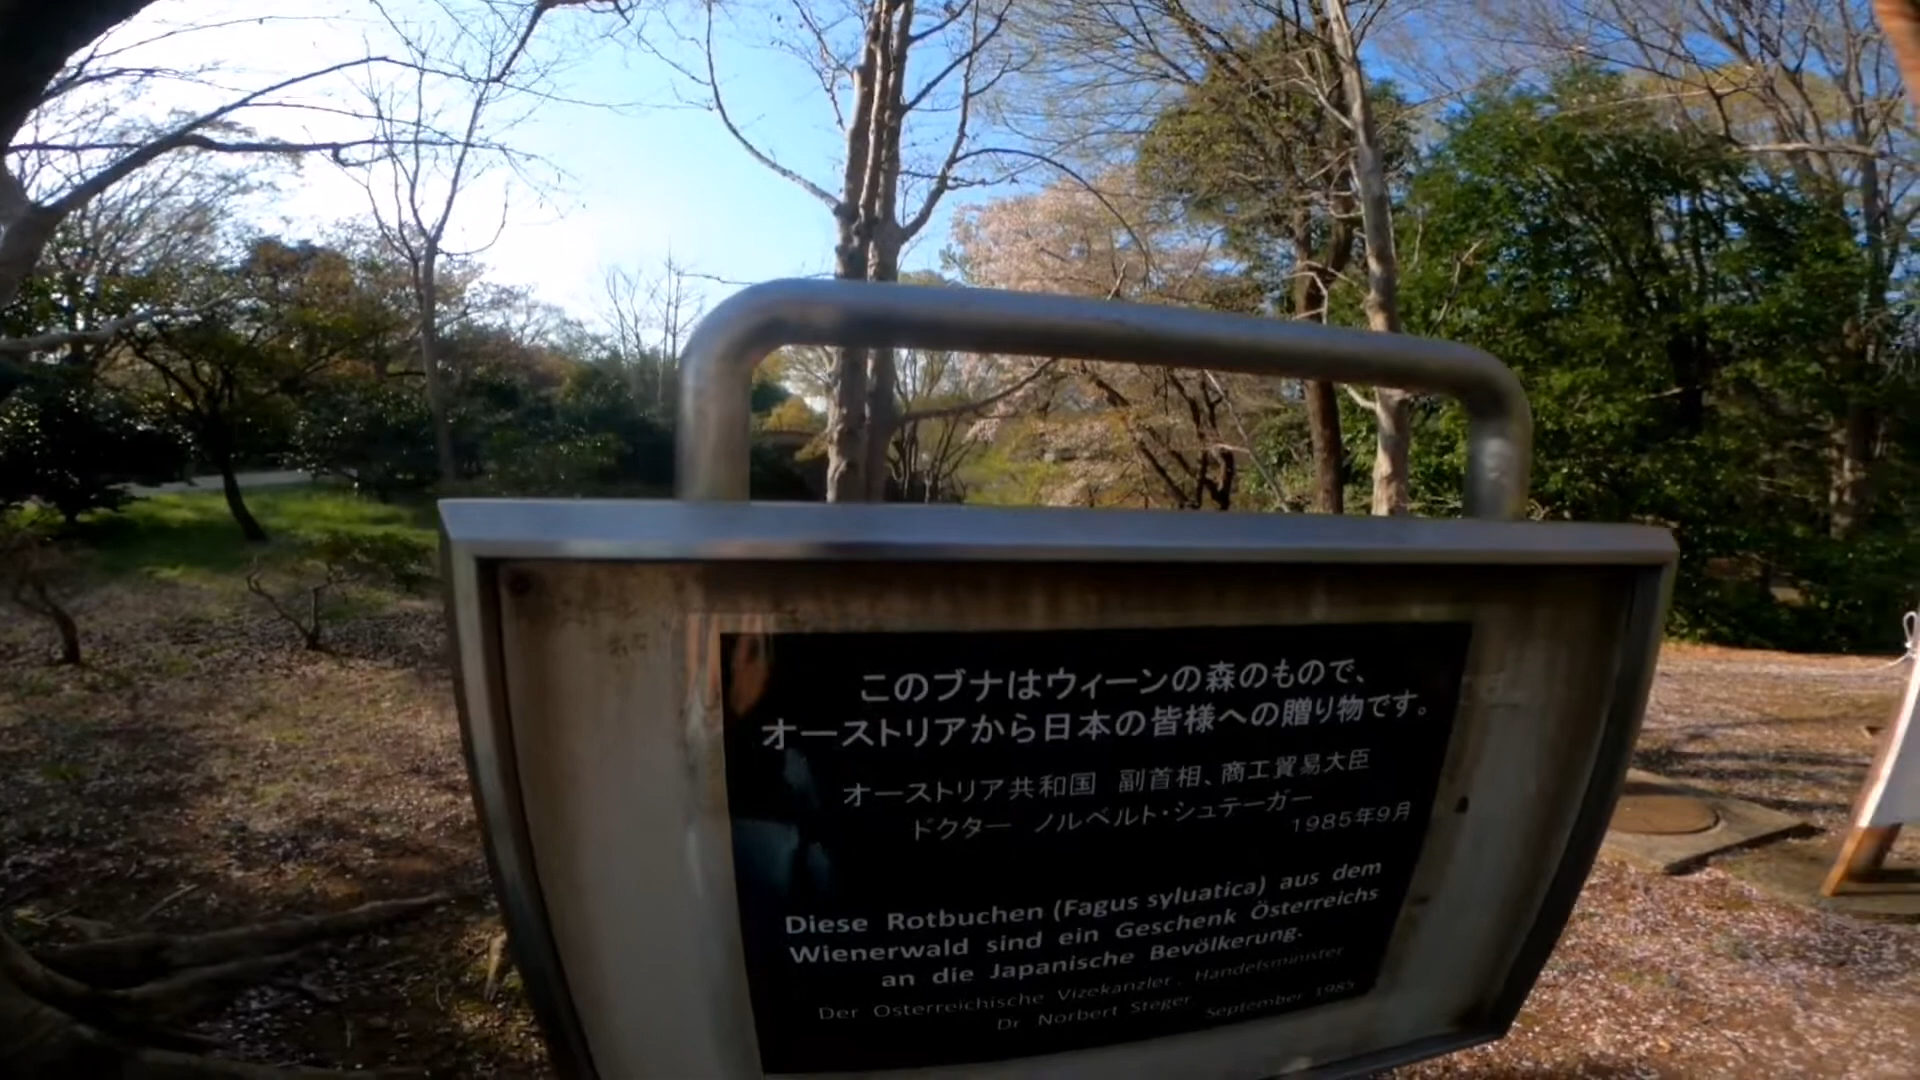 このブナはウィーンの森のもので、
オーストリアから日本の皆様への贈り物です。
オーストリア共和国 副首相、商工貿易大臣
ドクター ノルベルト・シュテーガー
1985年9月
Diese Rotbuchen (Fagus syluatica) aus dem
Wienerwald sind ein Geschenk Österreichs
an die Japanische Bevölkerung.
Der Osterreichische Vizekanzler, Handelsminister
Dr Norbert Steger, September 1985